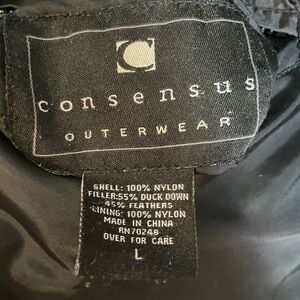 C
consensus
OUTERWEAR
SHELL: 100% NYLON
FILLER:55% DUCK DOWN
45% FEATHERS
LINING: 100% NYLON
MADE IN CHINA
RN70248
OVER FOR CARE
L